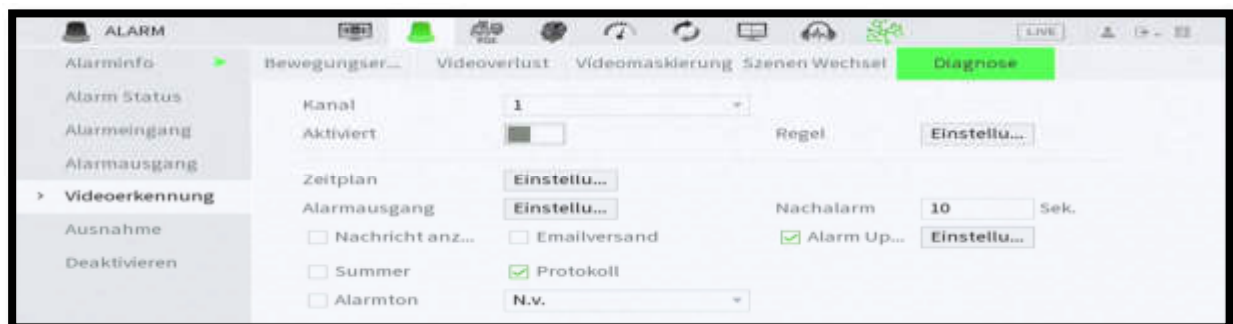 ALARM
LIVE
Alarminfo
Bewegungser... Videoverlust Videomaskierung Szenen Wechsel Diagnose
Alarm Status
Kanal 1
Alarmeingang
Aktiviert Regel Einstellu...
Alarmausgang
Zeitplan Einstellu...
Videoerkennung
Alarmausgang Einstellu... Nachalarm 10 Sek.
Ausnahme
Nachricht anz... Emailversand Alarm Up... Einstellu...
Deaktivieren
Summer Protokoll
Alarmton N.v.